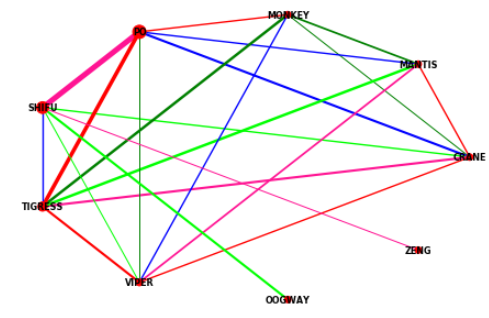 MONKEY
PO
MANTIS
SHIFU
CRANE
TIGRESS
ZENG
VIPER
OOGWAY